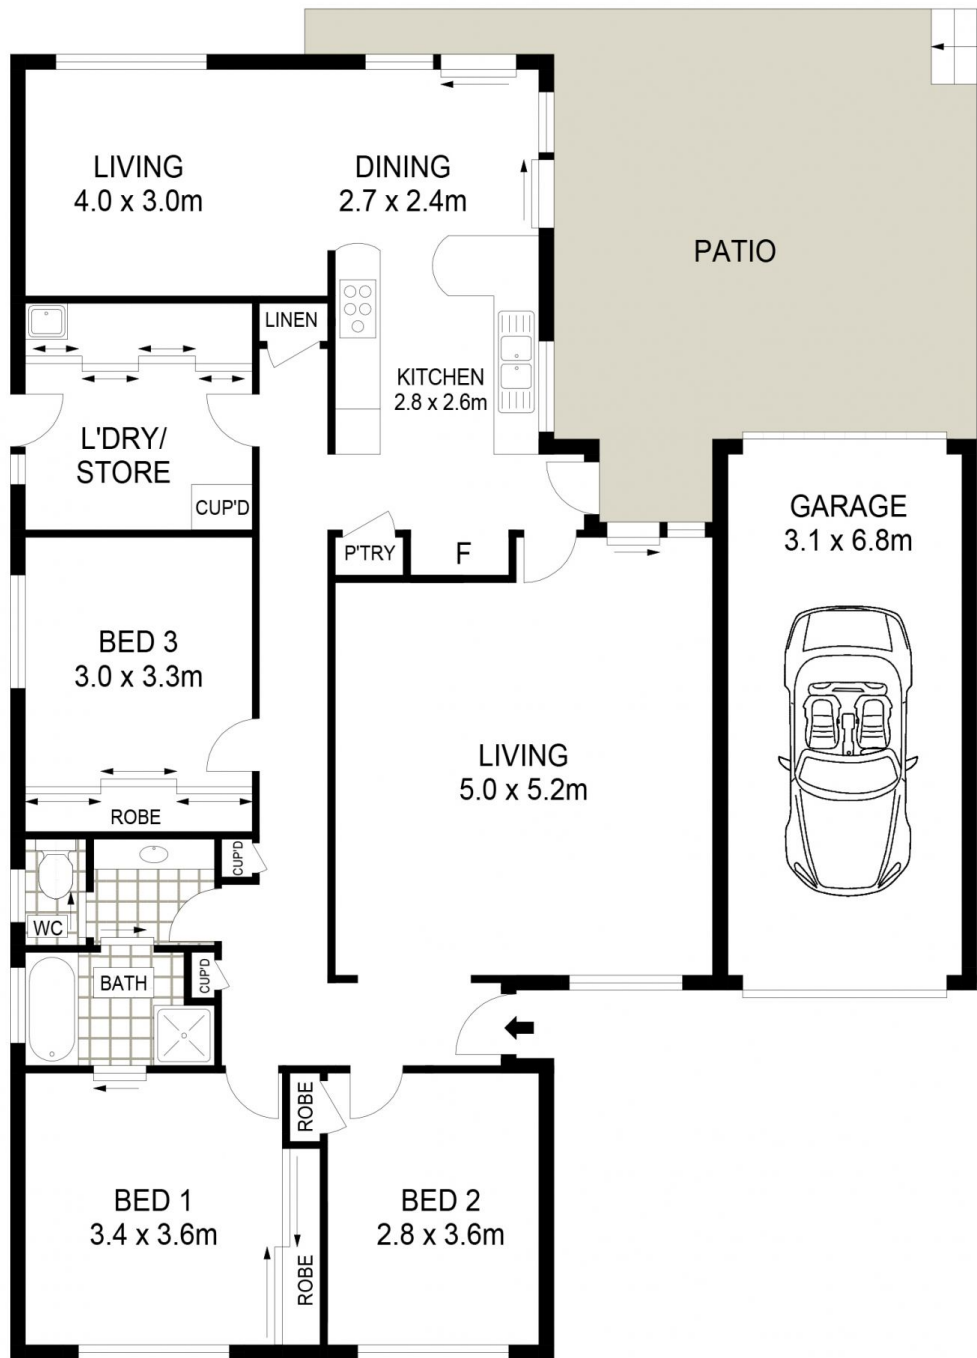 LIVING
4.0 x 3.0m
DINING
2.7 x 2.4m
PATIO
LINEN
KITCHEN
2.8 x 2.6m
L'DRY/
STORE
CUP'D
P'TRY
F
GARAGE
3.1 x 6.8m
BED 3
3.0 x 3.3m
ROBE
LIVING
5.0 x 5.2m
CUP'D
WC
BATH
CUP'D
ROBE
BED 1
3.4 x 3.6m
ROBE
BED 2
2.8 x 3.6m